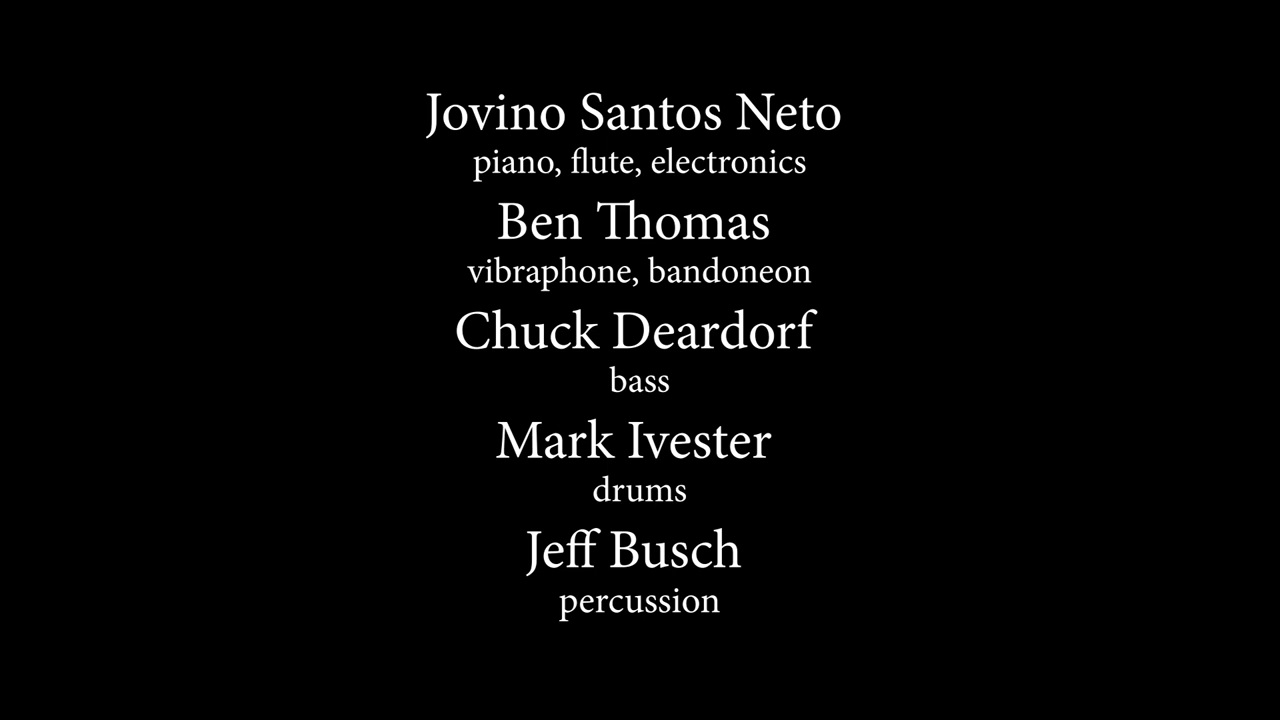 Jovino Santos Neto
piano, flute, electronics
Ben Thomas
vibraphone, bandoneon
Chuck Deardorf
bass
Mark Ivester
drums
Jeff Busch
percussion